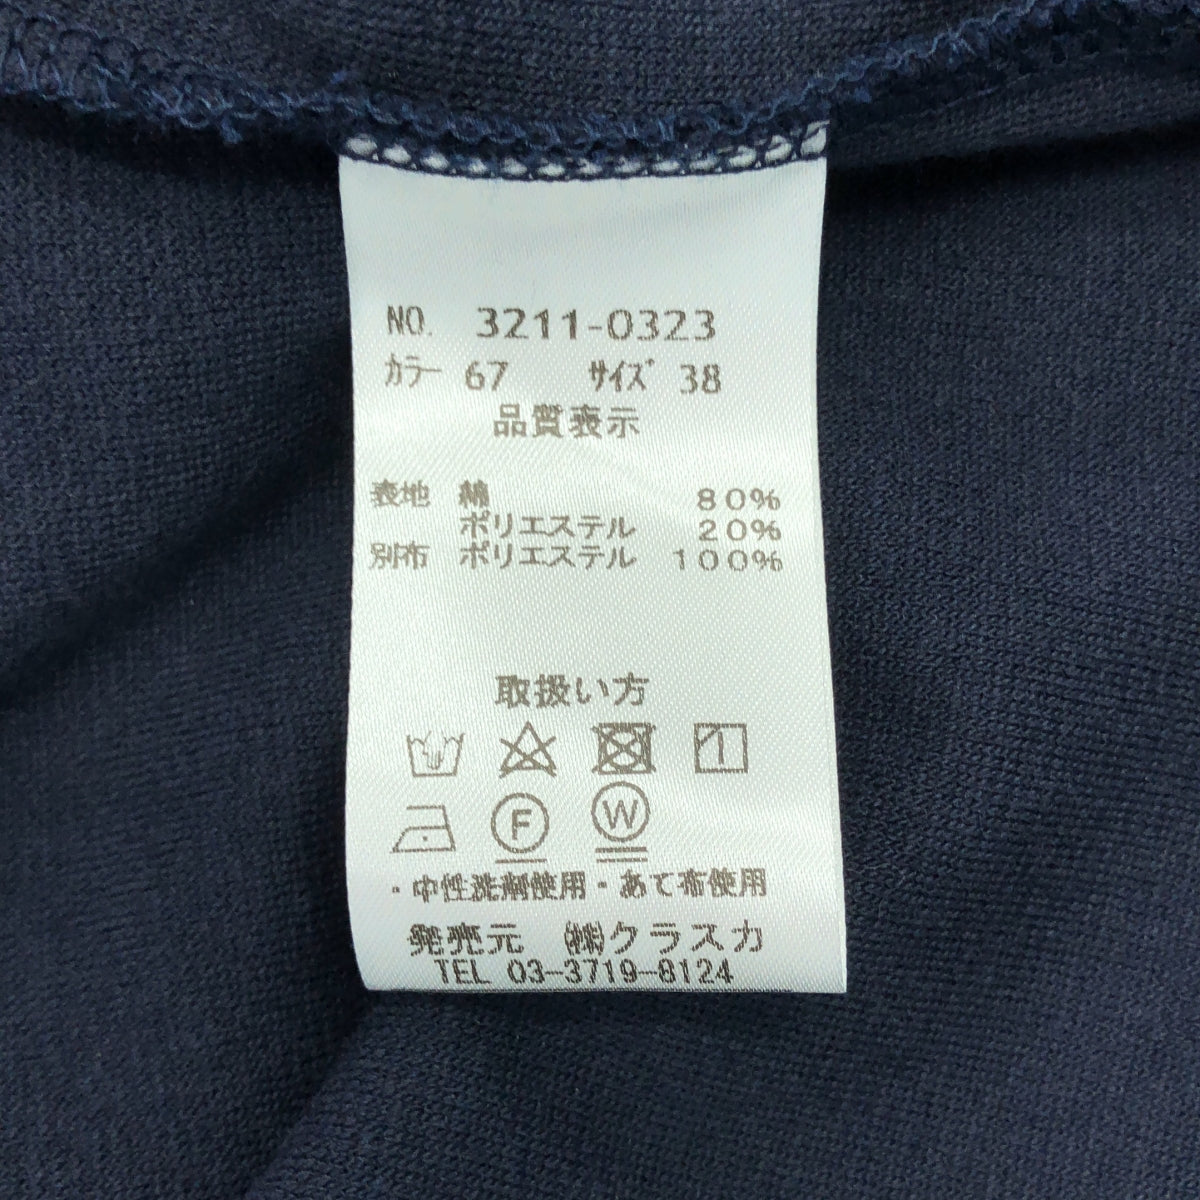 NO. 3211-0323
カラー 67 サイズ 38
品質表示
表地 綿 80%
ポリエステル 20%
別布 ポリエステル 100%
取扱い方
F W
・中性洗剤使用・あて布使用
発売元 ㈱クラスカ
TEL 03-3719-8124